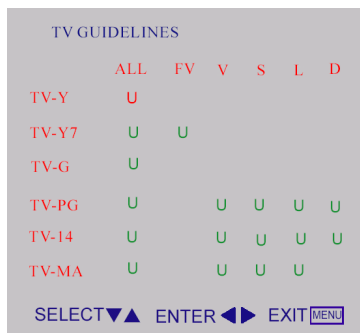 TV GUIDELINES
ALL FV V S L D
TV-Y U
TV-Y7 U U
TV-G U
TV-PG U U U U U
TV-14 U U U U U
TV-MA U U U U
SELECT▼▲ ENTER ◀▶ EXIT MENU